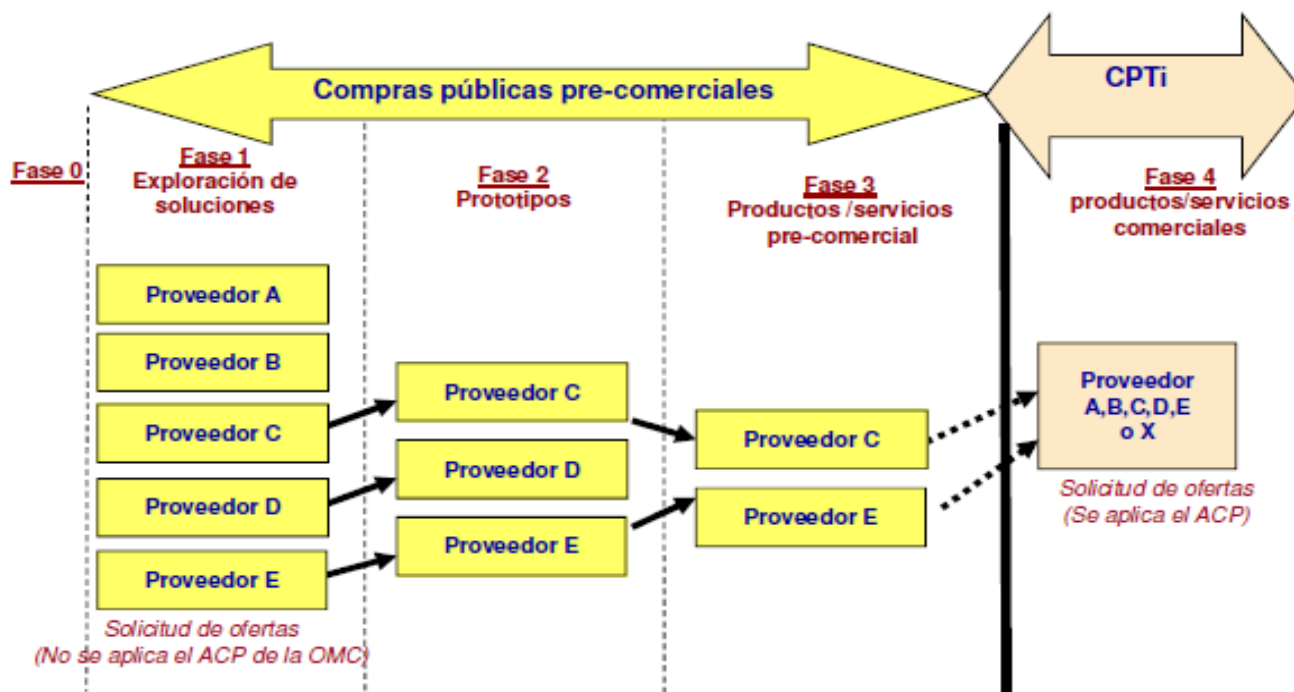 Compras públicas pre-comerciales
CPTi
Fase 0
Fase 1
Exploración de
soluciones
Fase 2
Prototipos
Fase 3
Productos /servicios
pre-comercial
Fase 4
productos/servicios
comerciales
Proveedor A
Proveedor B
Proveedor C
Proveedor D
Proveedor E
Solicitud de ofertas
(No se aplica el ACP de la OMC)
Proveedor C
Proveedor D
Proveedor E
Proveedor C
Proveedor E
Proveedor
A,B,C,D,E
o X
Solicitud de ofertas
(Se aplica el ACP)